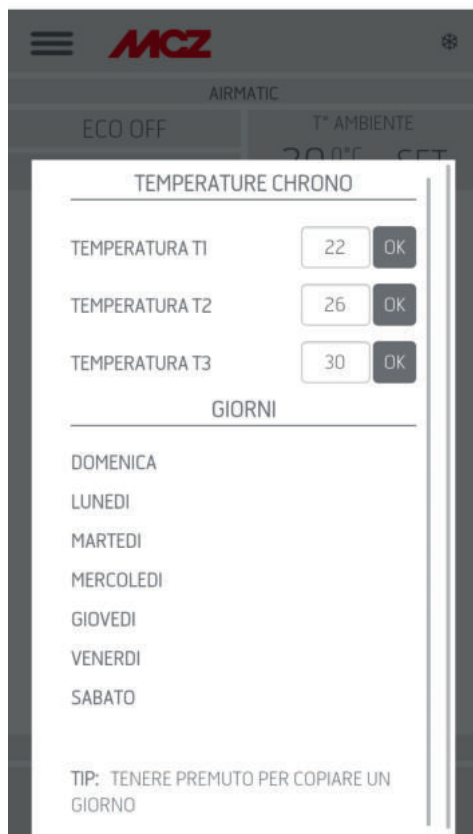 MCZ
AIRMATIC
ECO OFF
T° AMBIENTE
SET
TEMPERATURE CHRONO
TEMPERATURA T1 22 OK
TEMPERATURA T2 26 OK
TEMPERATURA T3 30 OK
GIORNI
DOMENICA
LUNEDI
MARTEDI
MERCOLEDI
GIOVEDI
VENERDI
SABATO
TIP: TENERE PREMUTO PER COPIARE UN
GIORNO